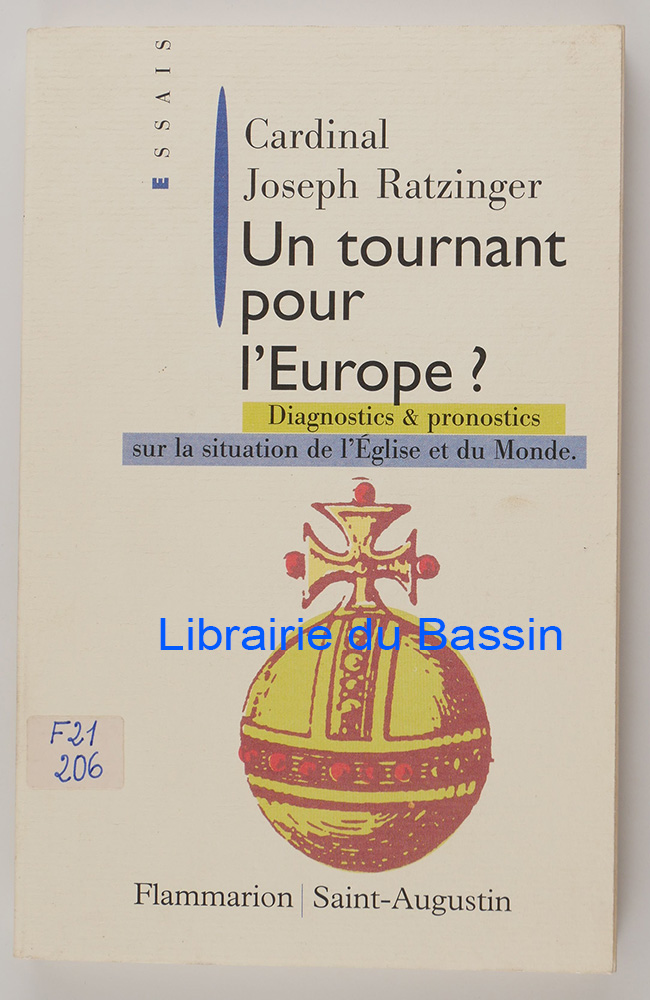 ESSAIS
Cardinal
Joseph Ratzinger
Un tournant
pour
l'Europe ?
Diagnostics & pronostics
sur la situation de l'Église et du Monde.
Librairie du Bassin
F21
206
Flammarion | Saint-Augustin